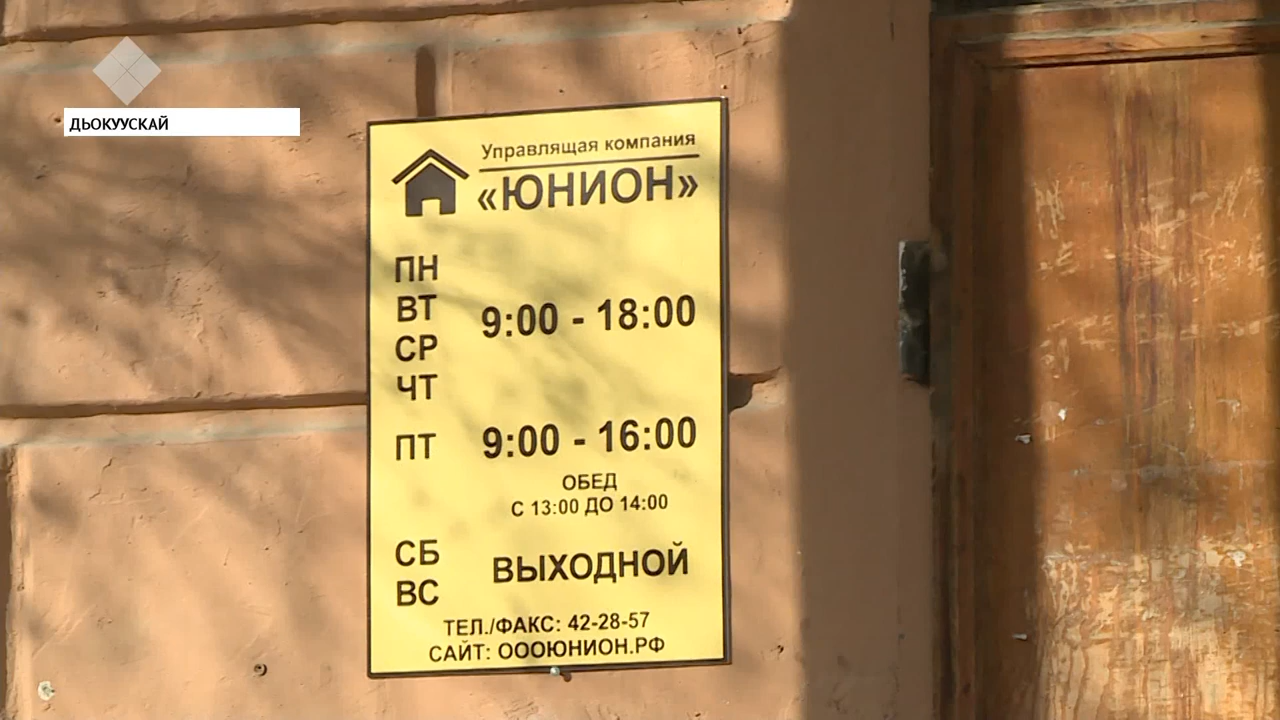 ДЬОКУУСКАЙ
Управлящая компания
«ЮНИОН»
ПН
ВТ
9:00 - 18:00
СР
ЧТ
ПТ 9:00 - 16:00
ОБЕД
С 13:00 ДО 14:00
СБ
ВЫХОДНОЙ
ВС
ТЕЛ./ФАКС: 42-28-57
САЙТ: ОООЮНИОН.РФ